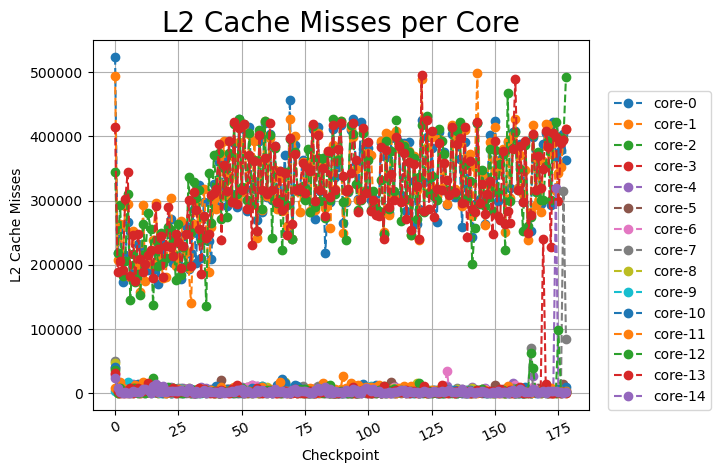 L2 Cache Misses per Core
L2 Cache Misses
500000
400000
300000
200000
100000
0
0
25
50
75
100
125
150
175
Checkpoint
core-0
core-1
core-2
core-3
core-4
core-5
core-6
core-7
core-8
core-9
core-10
core-11
core-12
core-13
core-14